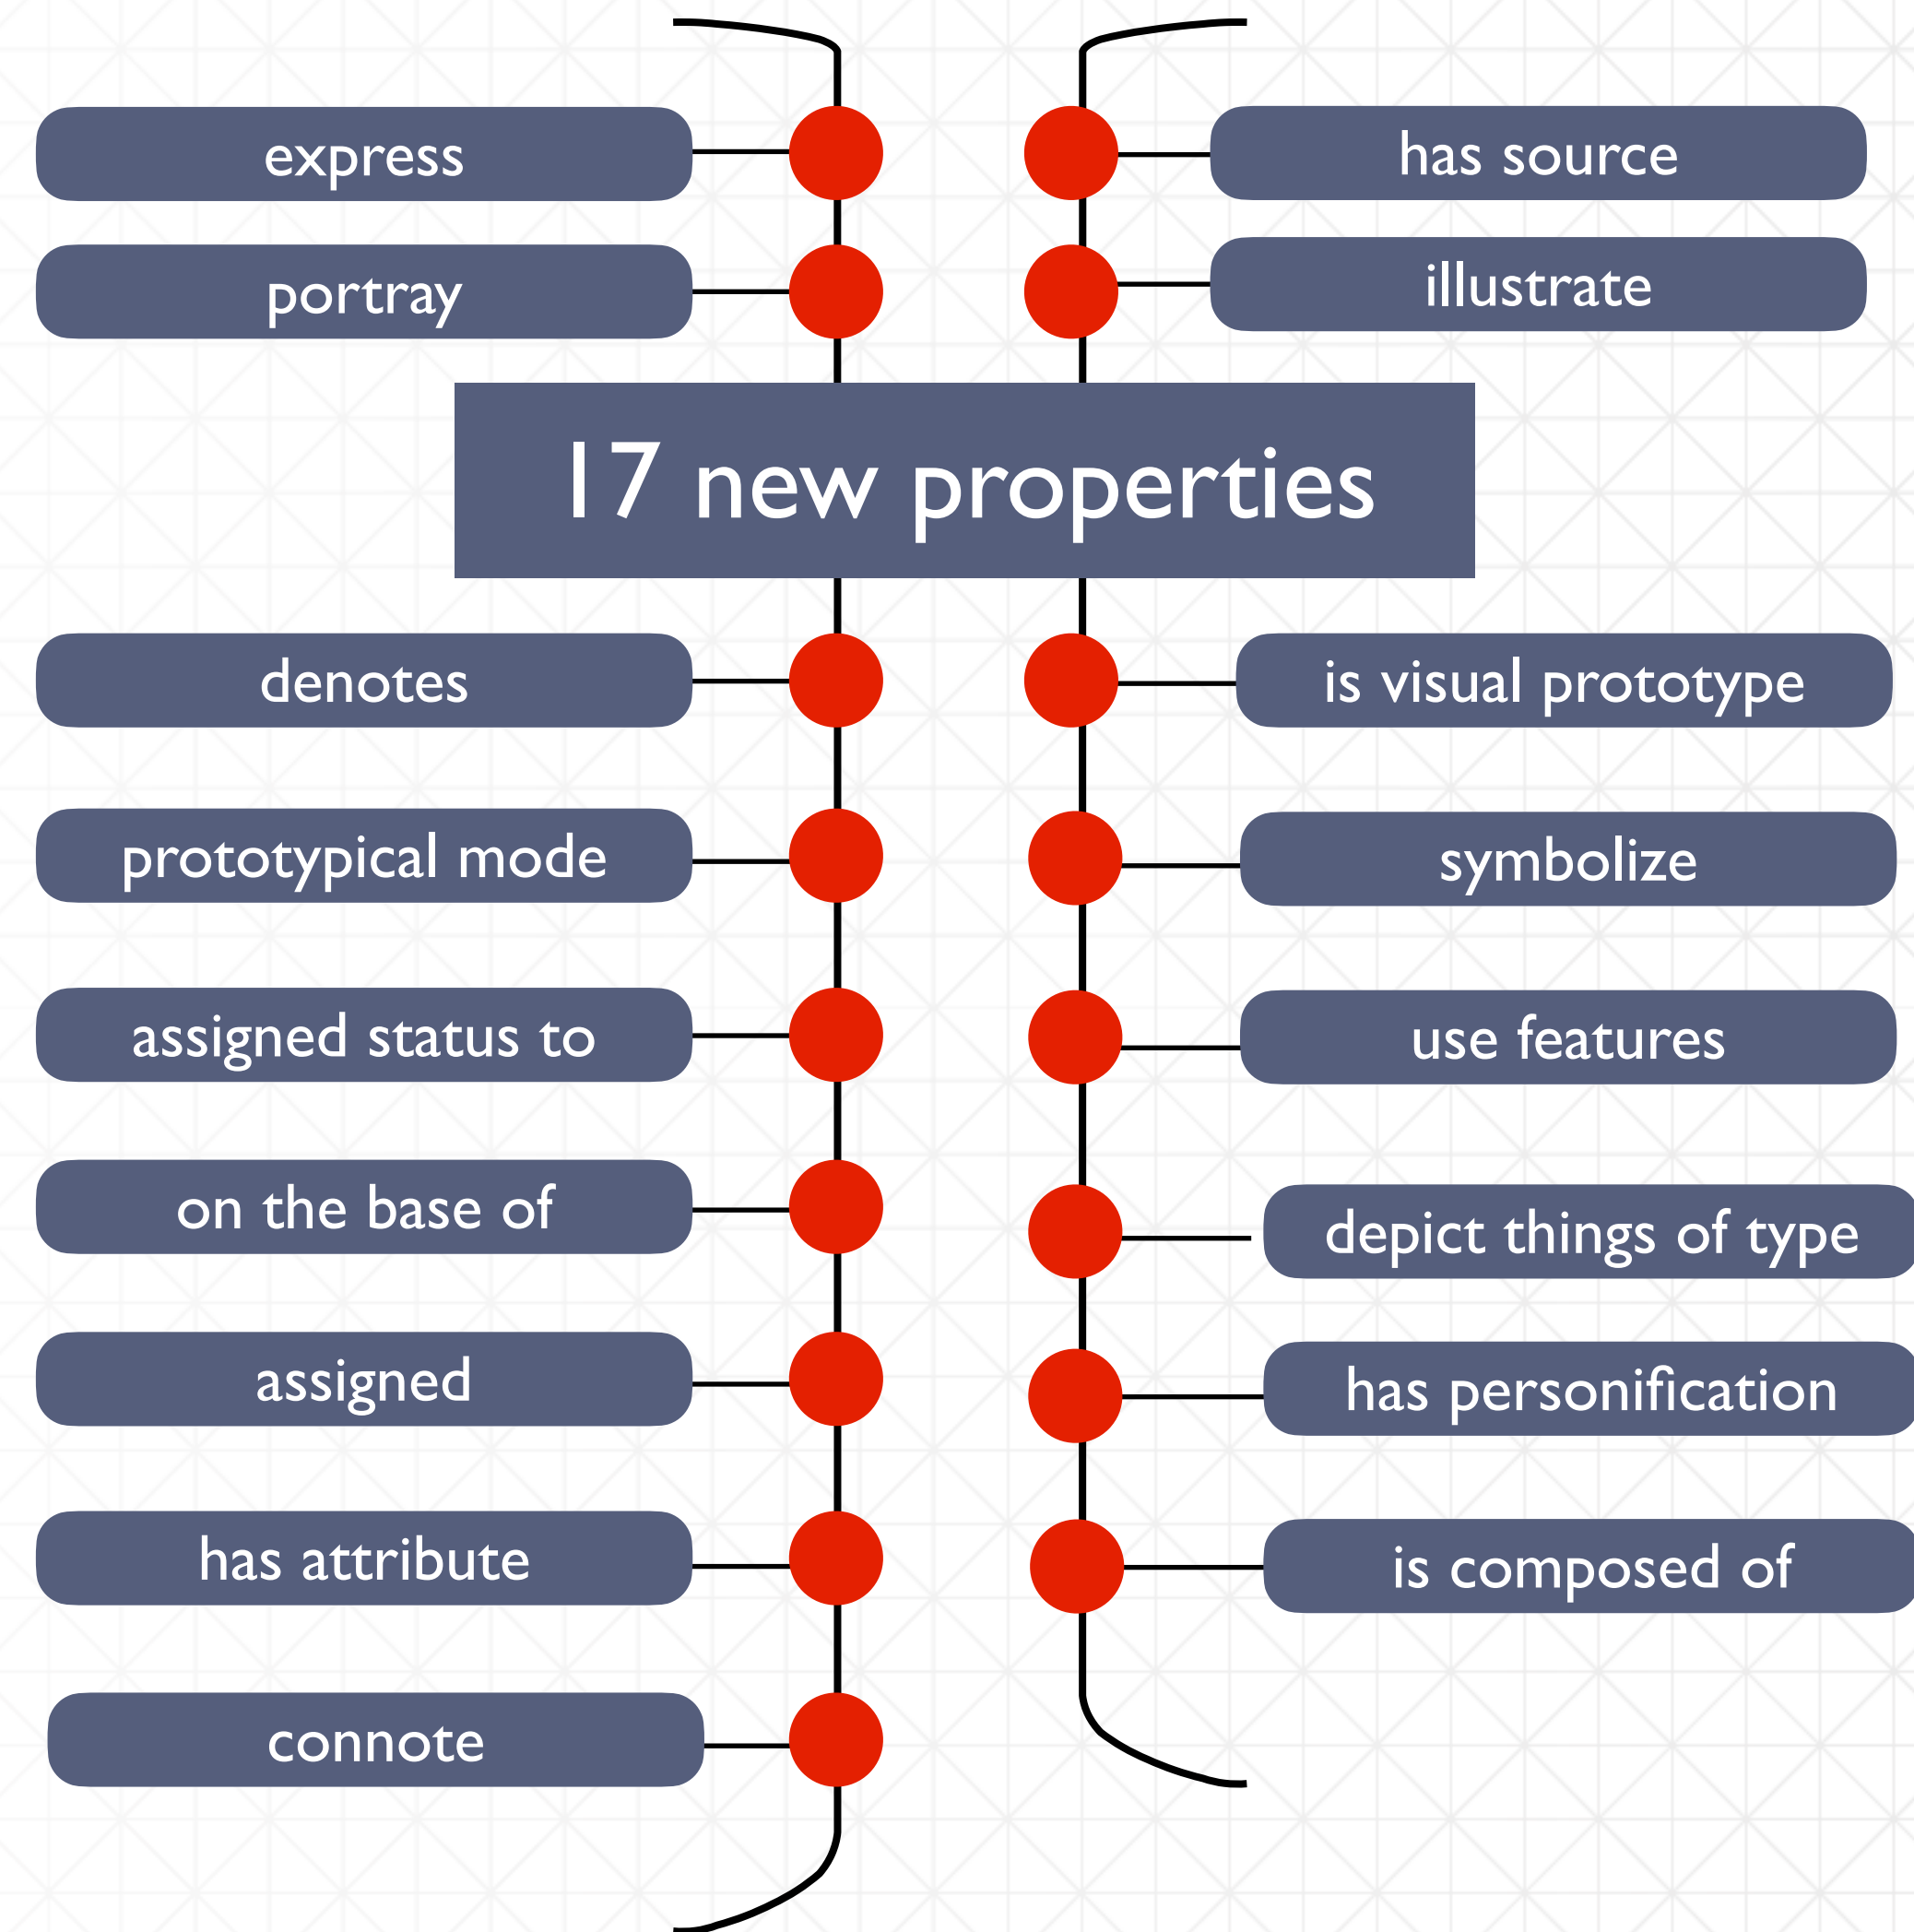 express
has source
portray
illustrate
17 new properties
denotes
is visual prototype
prototypical mode
symbolize
assigned status to
use features
on the base of
depict things of type
assigned
has personification
has attribute
is composed of
connote